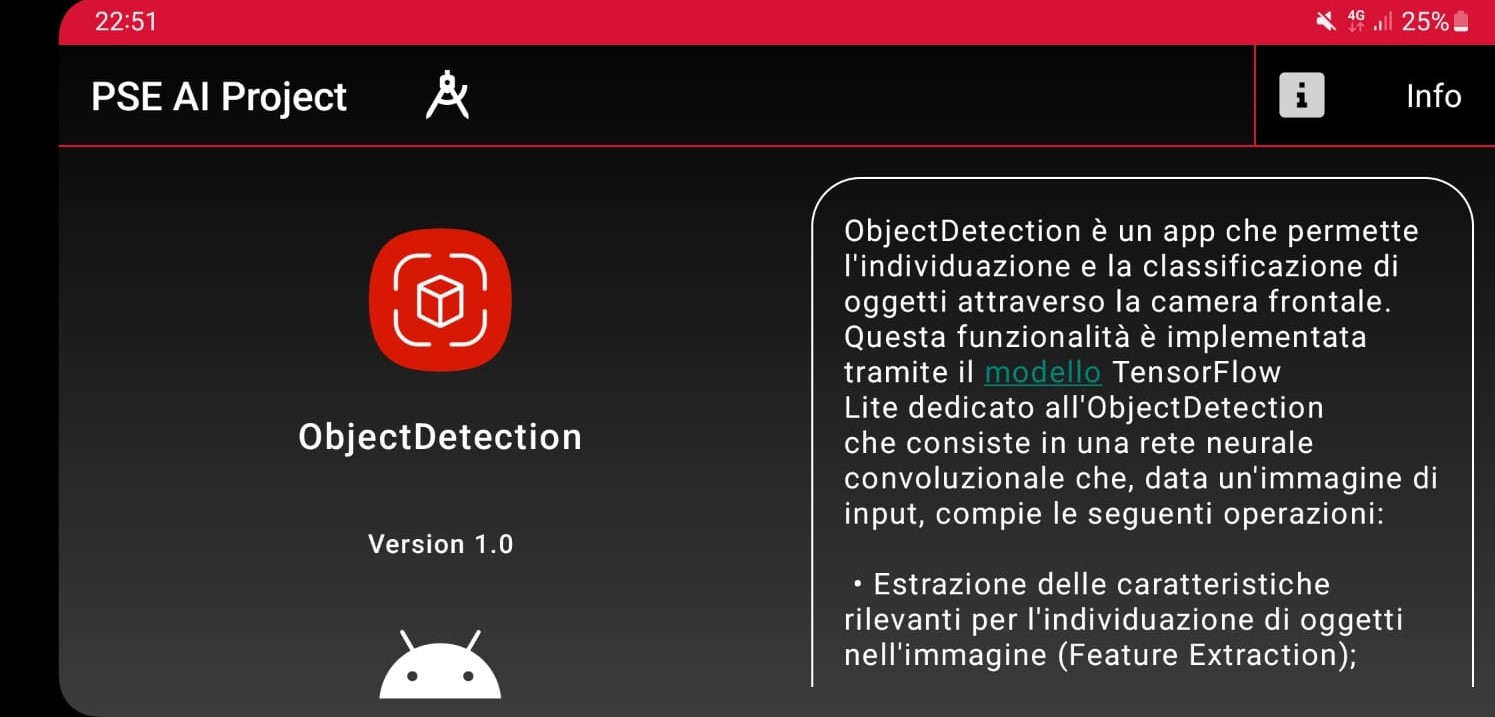 22:51
4G 25%
PSE AI Project
Info
ObjectDetection
Version 1.0
ObjectDetection è un app che permette
l'individuazione e la classificazione di
oggetti attraverso la camera frontale.
Questa funzionalità è implementata
tramite il modello TensorFlow
Lite dedicato all'ObjectDetection
che consiste in una rete neurale
convoluzionale che, data un'immagine di
input, compie le seguenti operazioni:
• Estrazione delle caratteristiche
rilevanti per l'individuazione di oggetti
nell'immagine (Feature Extraction);